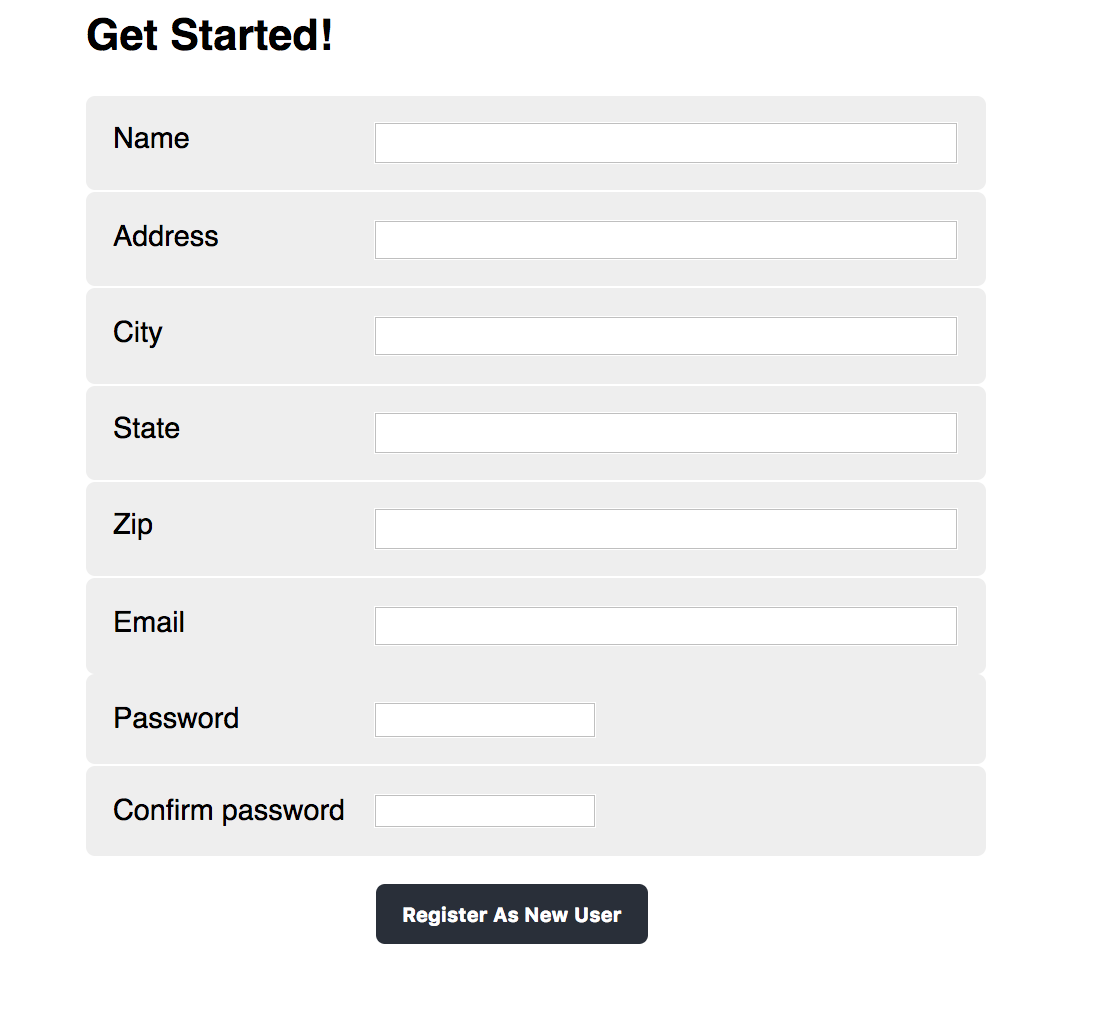 Get Started!
Name
Address
City
State
Zip
Email
Password
Confirm password
Register As New User